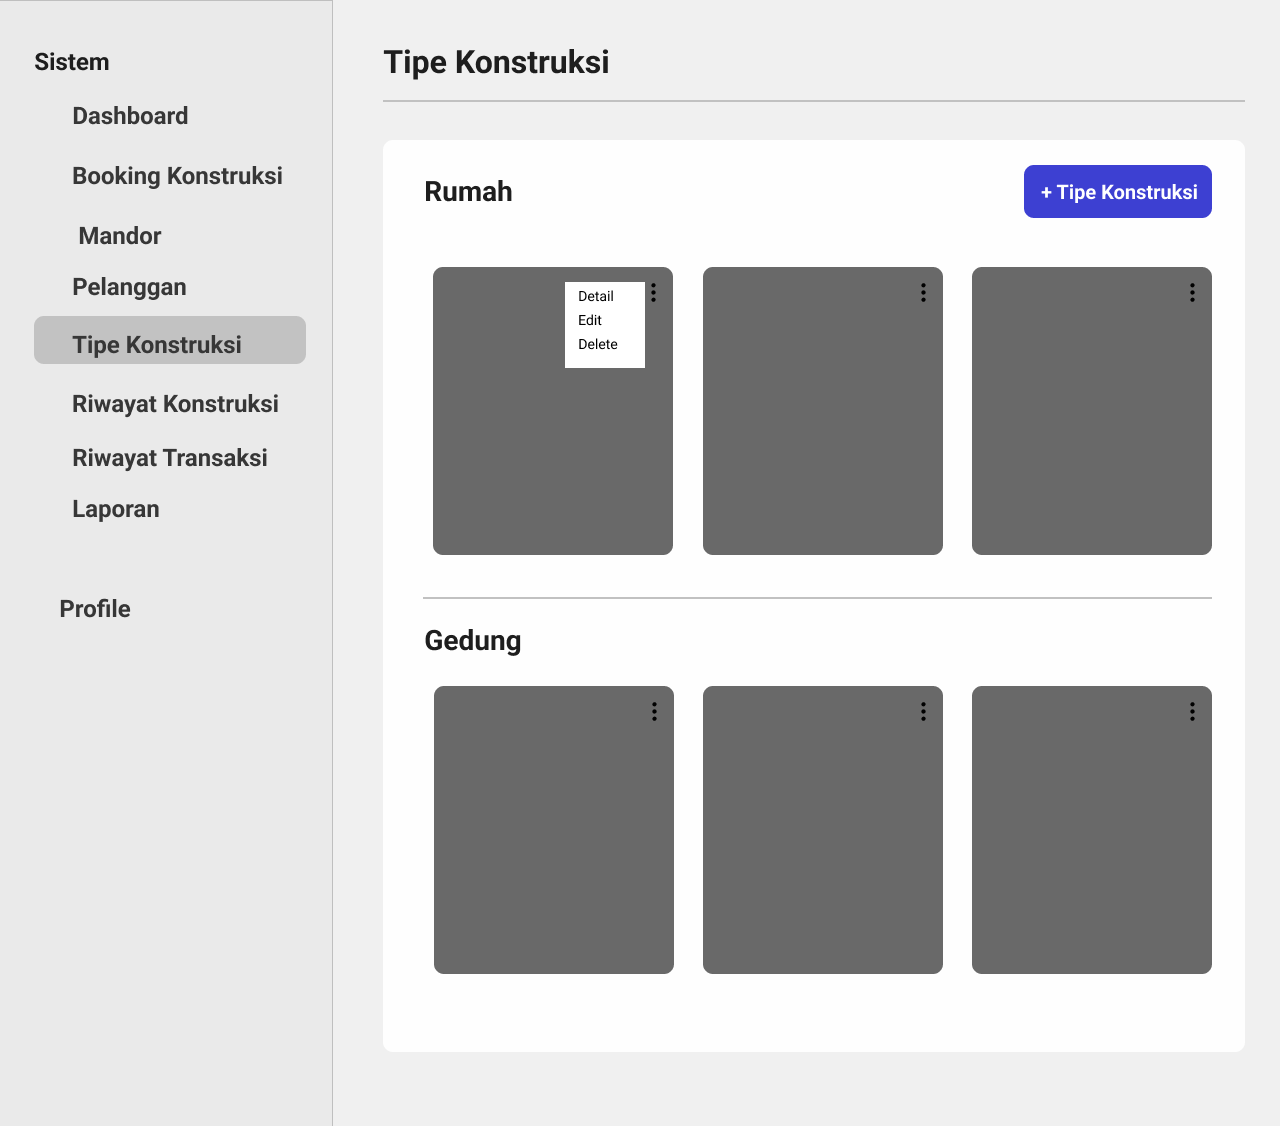 Sistem
Dashboard
Booking Konstruksi
Mandor
Pelanggan
Tipe Konstruksi
Riwayat Konstruksi
Riwayat Transaksi
Laporan
Profile
Tipe Konstruksi
Rumah
+ Tipe Konstruksi
Detail
Edit
Delete
Gedung